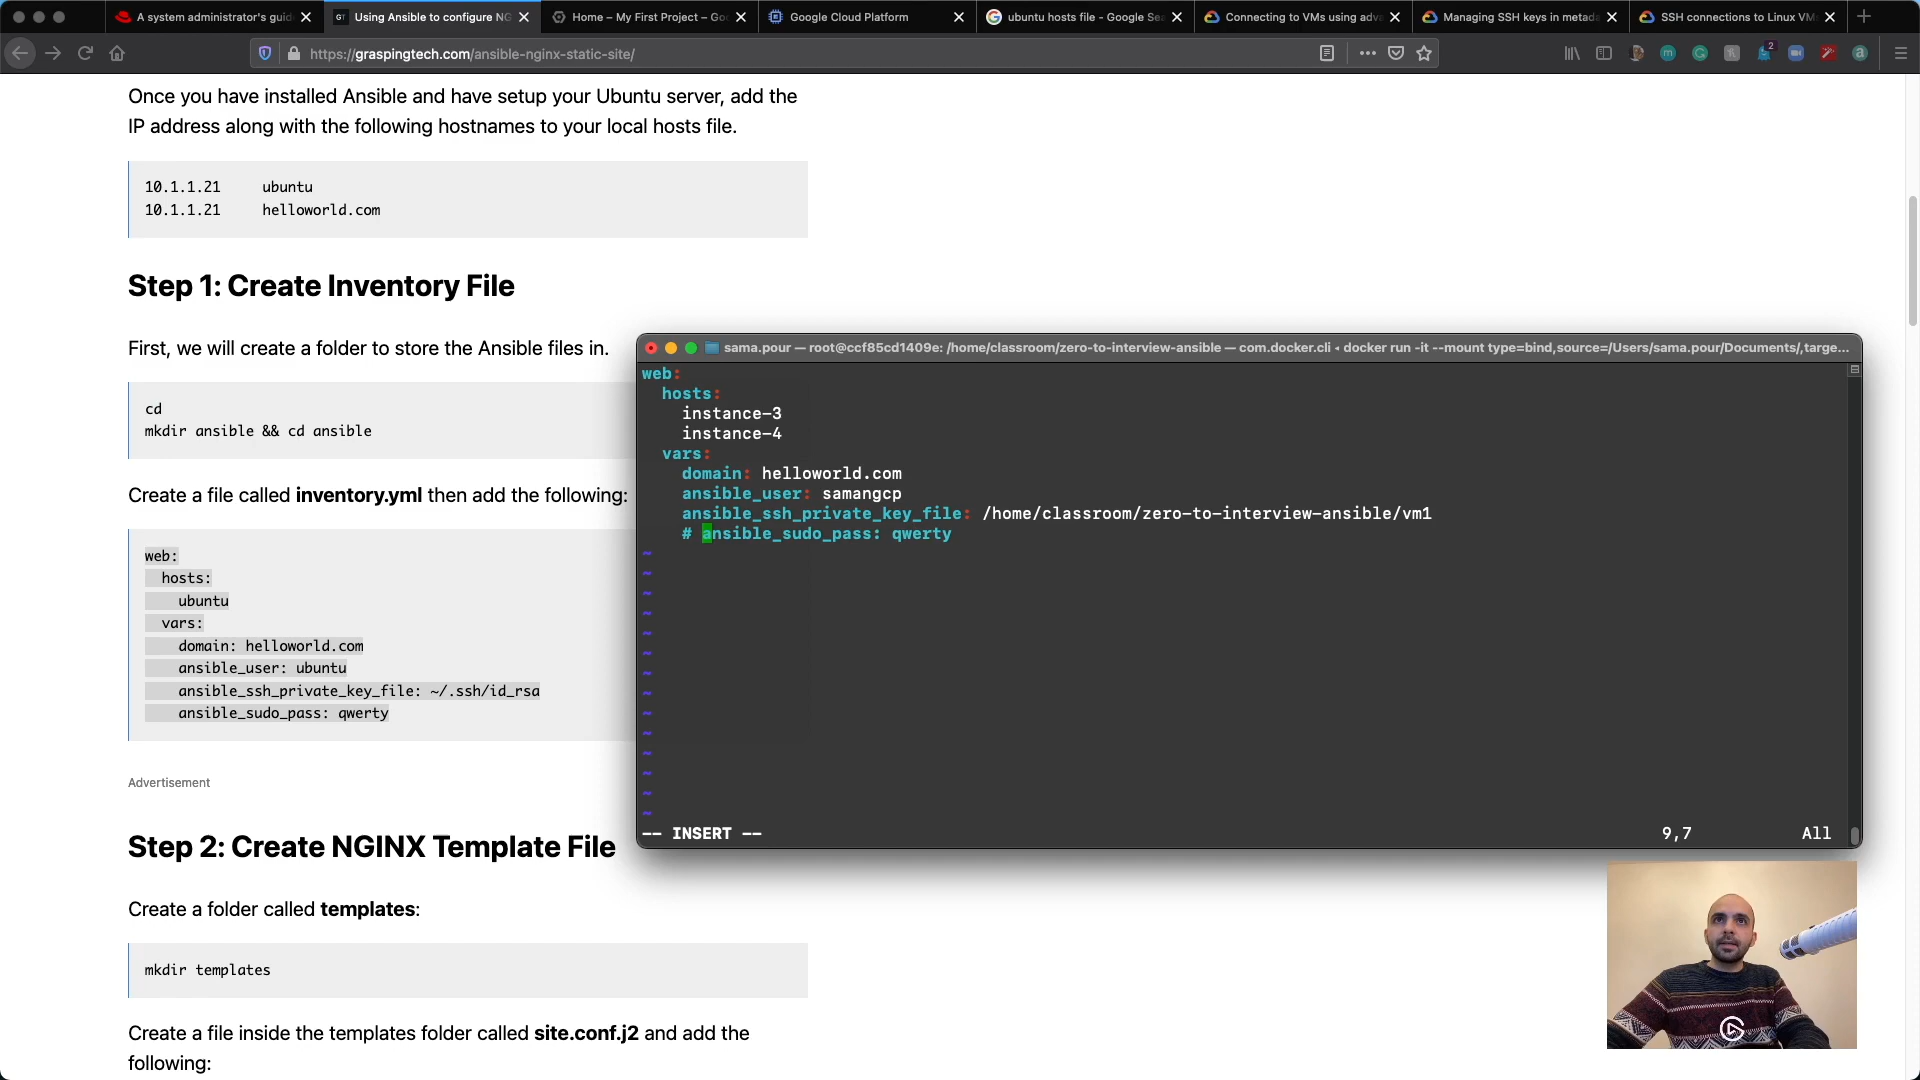 A system administrator's guid
Using Ansible to configure NG
Home – My First Project – Go
Google Cloud Platform
ubuntu hosts file - Google Se
Connecting to VMs using adva
Managing SSH keys in metada
SSH connections to Linux VM
https://graspingtech.com/ansible-nginx-static-site/
Once you have installed Ansible and have setup your Ubuntu server, add the
IP address along with the following hostnames to your local hosts file.
10.1.1.21 ubuntu
10.1.1.21 helloworld.com
Step 1: Create Inventory File
First, we will create a folder to store the Ansible files in.
cd
mkdir ansible && cd ansible
Create a file called inventory.yml then add the following:
web:
hosts:
ubuntu
vars:
domain: helloworld.com
ansible_user: ubuntu
ansible_ssh_private_key_file: ~/.ssh/id_rsa
ansible_sudo_pass: qwerty
Advertisement
Step 2: Create NGINX Template File
Create a folder called templates:
mkdir templates
Create a file inside the templates folder called site.conf.j2 and add the
following:
sama.pour — root@ccf85cd1409e: /home/classroom/zero-to-interview-ansible — com.docker.cli ◂ docker run -it --mount type=bind,source=/Users/sama.pour/Documents/,targe...
web:
hosts:
instance-3
instance-4
vars:
domain: helloworld.com
ansible_user: samangcp
ansible_ssh_private_key_file: /home/classroom/zero-to-interview-ansible/vm1
# ansible_sudo_pass: qwerty
~
~
~
~
~
~
~
~
~
~
~
~
~
~
-- INSERT -- 9,7 All